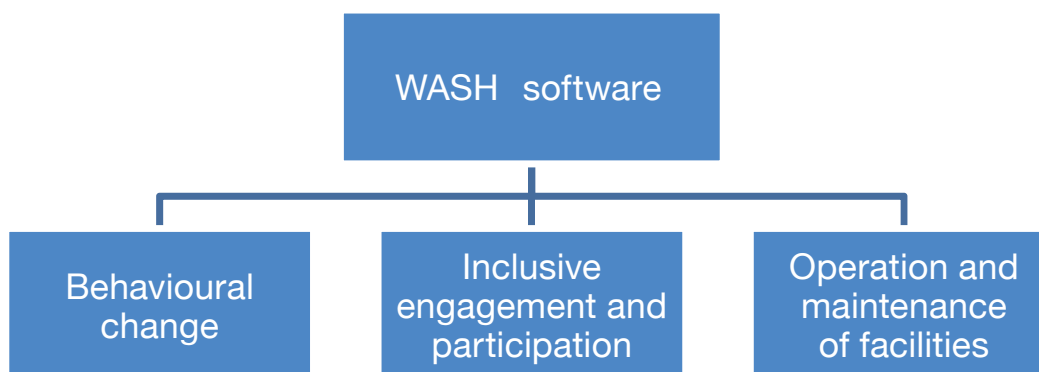 WASH software
Behavioural
change
Inclusive
engagement and
participation
Operation and
maintenance
of facilities